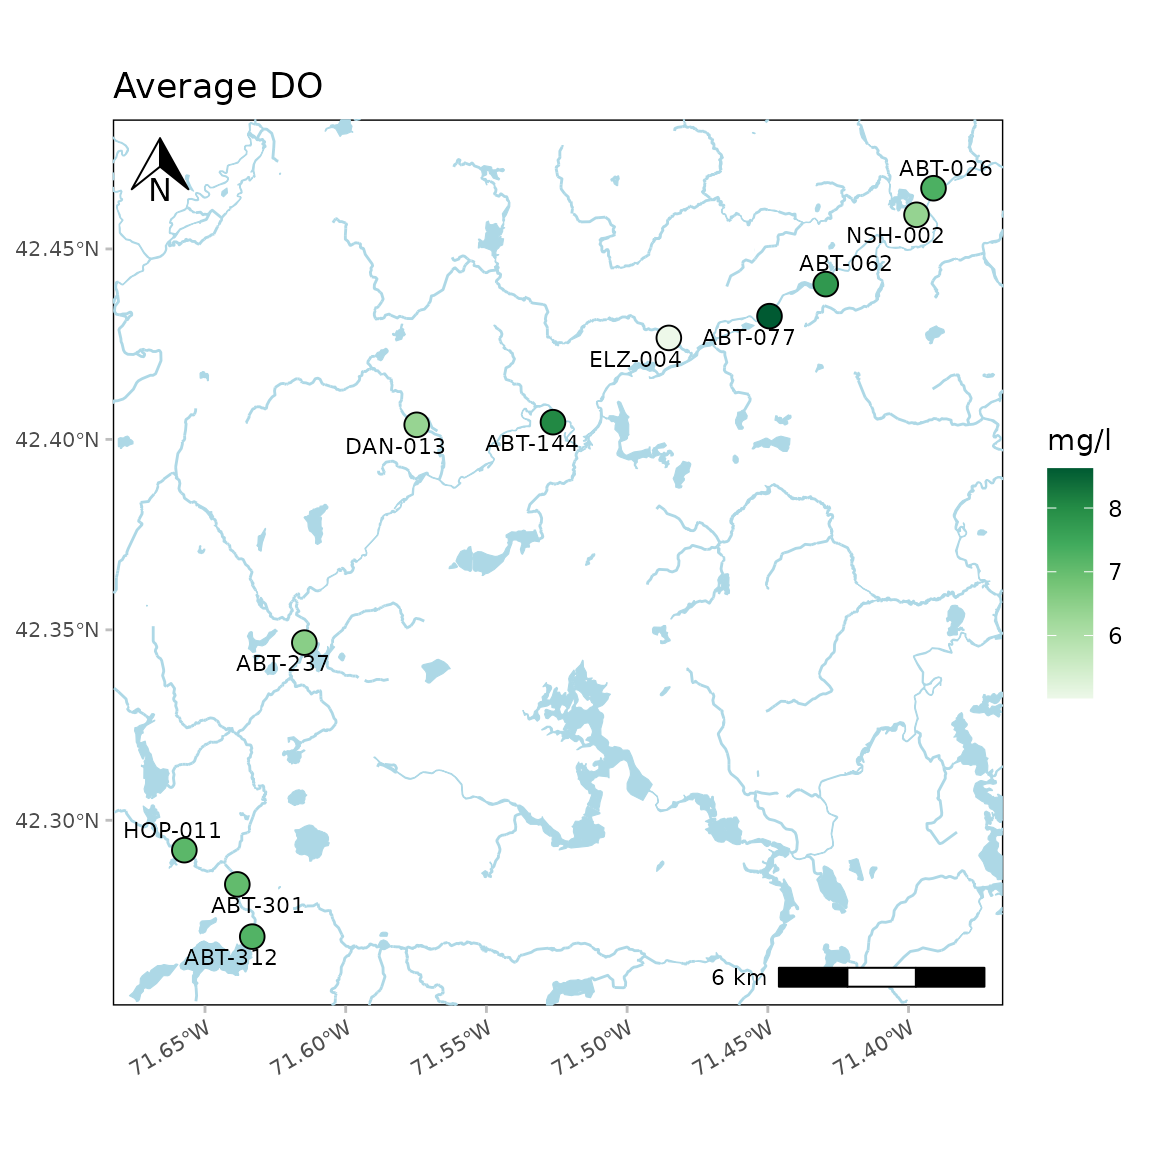 Average DO
N
ABT-026
NSH-002
ABT-062
ABT-077
ELZ-004
DAN-013
ABT-144
ABT-237
HOP-011
ABT-301
ABT-312
6 km
42.45°N
42.40°N
42.35°N
42.30°N
71.65°W
71.60°W
71.55°W
71.50°W
71.45°W
71.40°W
mg/l
8
7
6